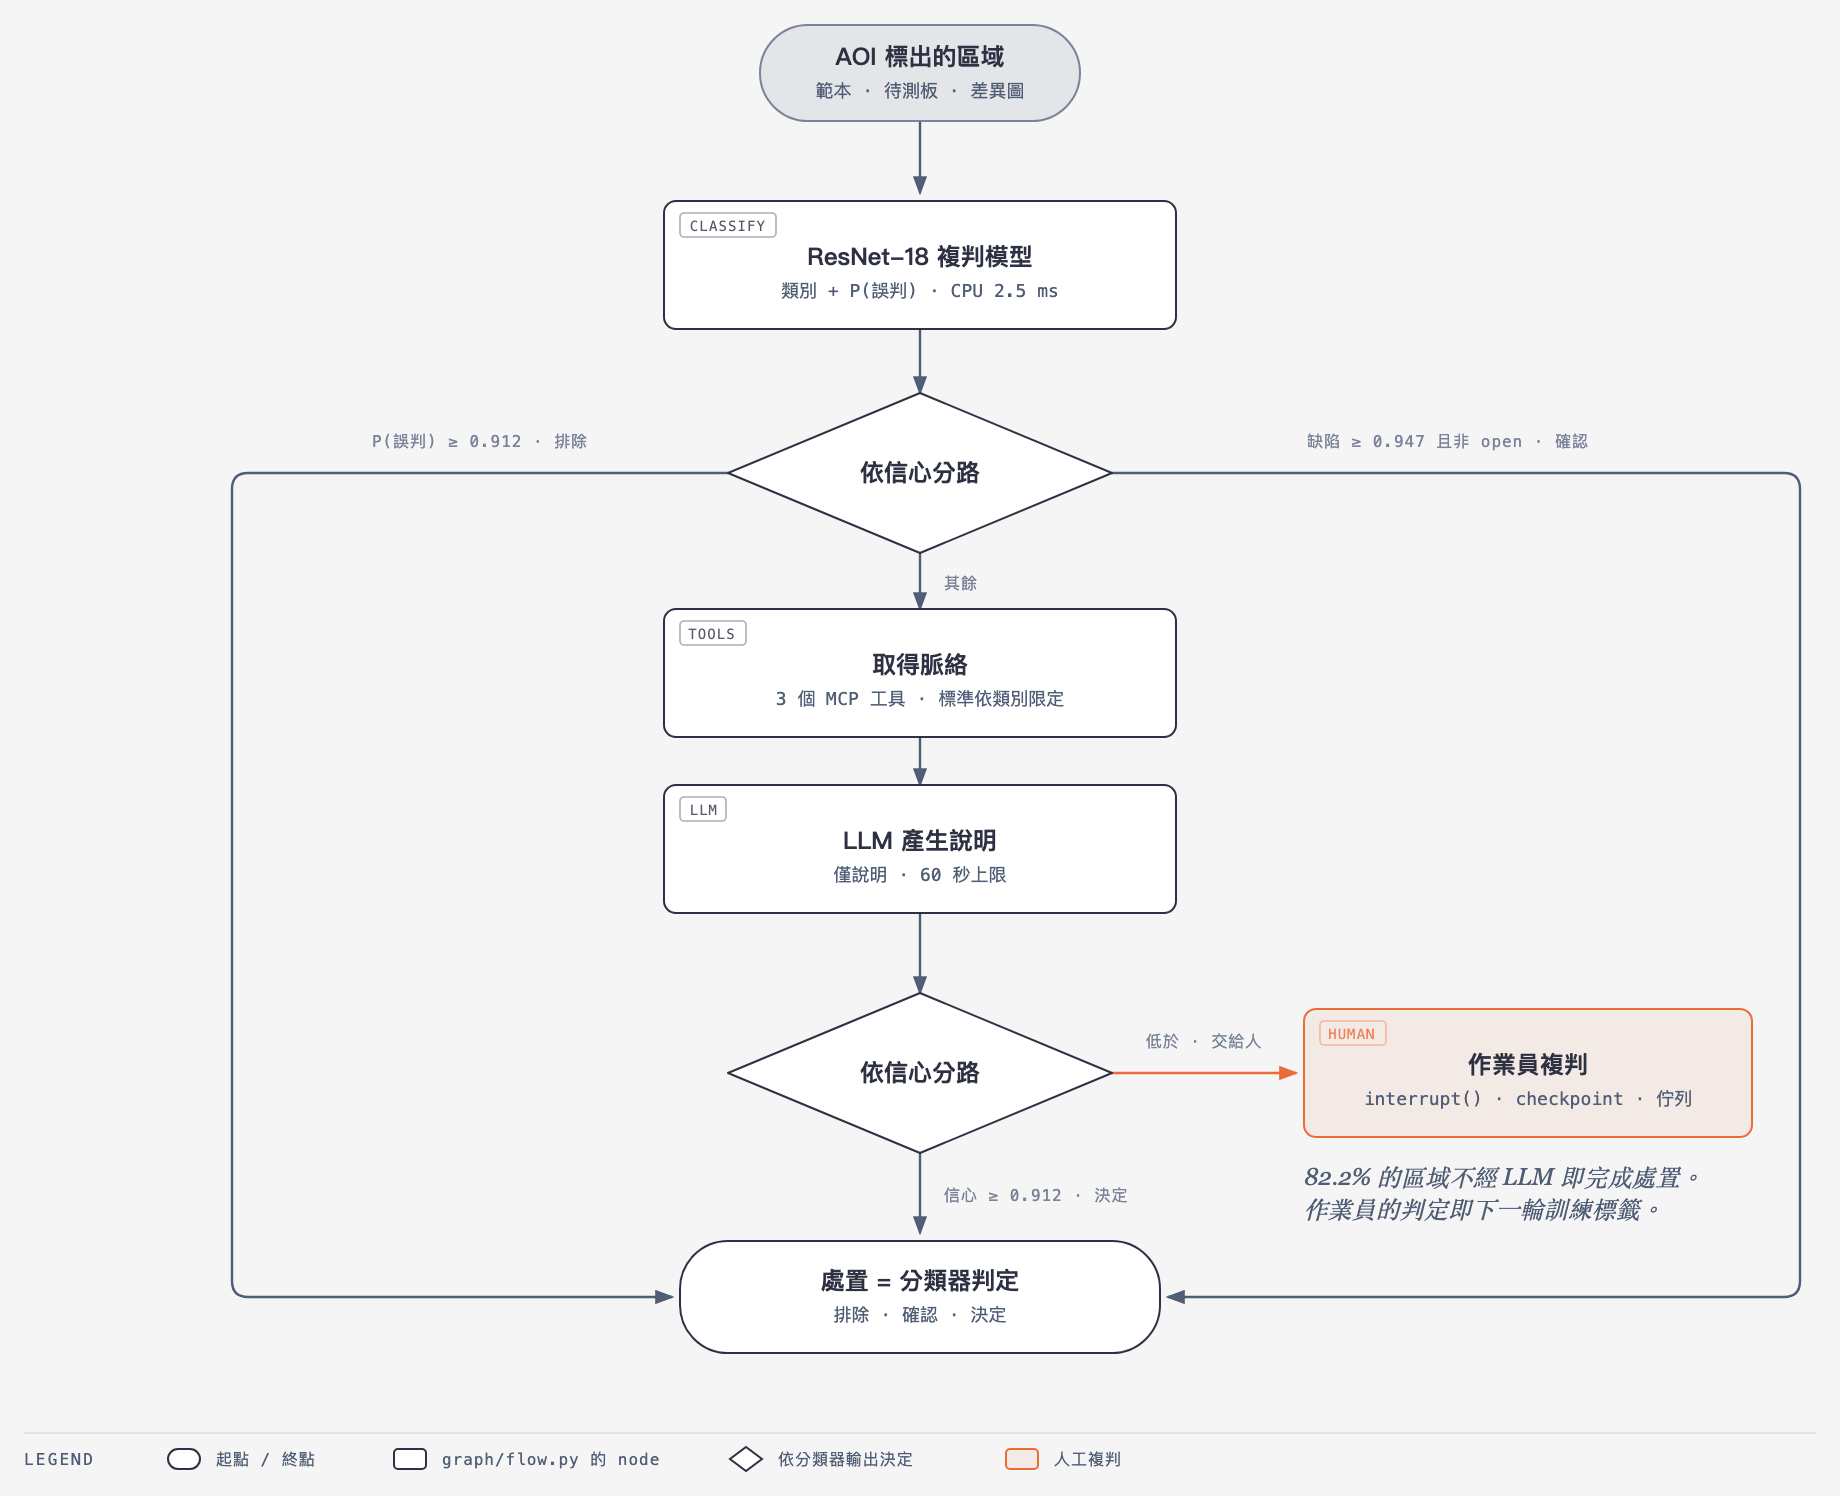 AOI 標出的區域
範本 · 待測板 · 差異圖
CLASSIFY
ResNet–18 複判模型
類別 + P(誤判) · CPU 2.5 ms
P(誤判) ≥ 0.912 · 排除
缺陷 ≥ 0.947 且非 open · 確認
依信心分路
其餘
TOOLS
取得脈絡
3 個 MCP 工具 · 標準依類別限定
LLM
LLM 產生說明
僅說明 · 60 秒上限
依信心分路
低於 · 交給人
HUMAN
作業員複判
interrupt() · checkpoint · 佇列
82.2% 的區域不經 LLM 即完成處置。
作業員的判定即下一輪訓練標籤。
信心 ≥ 0.912 · 決定
處置 = 分類器判定
排除 · 確認 · 決定
LEGEND
起點 / 終點
graph/flow.py 的 node
依分類器輸出決定
人工複判